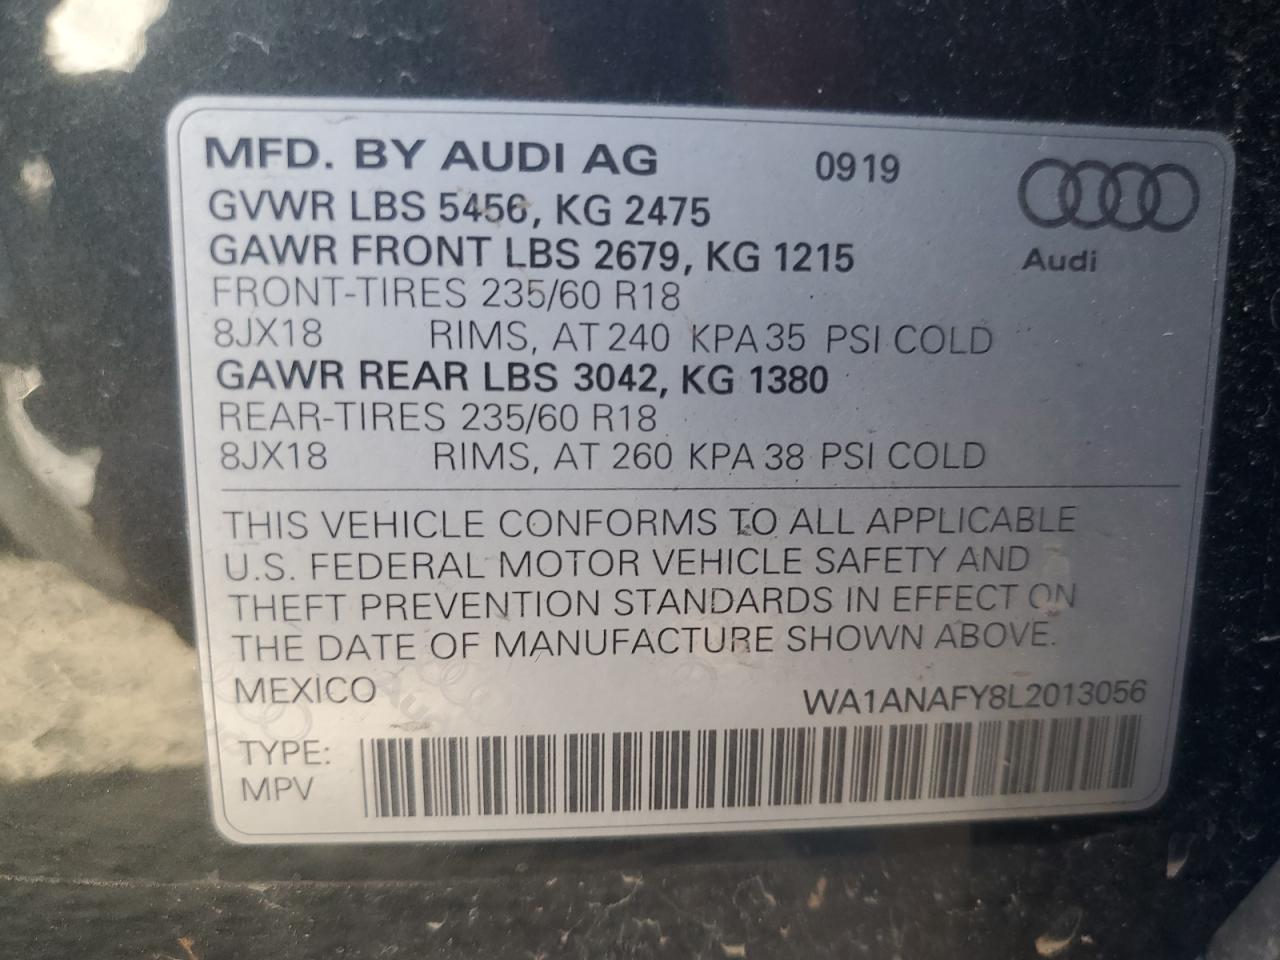 MFD. BY AUDI AG 0919
GVWR LBS 5456, KG 2475
GAWR FRONT LBS 2679, KG 1215
Audi
FRONT-TIRES 235/60 R18
8JX18 RIMS, AT 240 KPA 35 PSI COLD
GAWR REAR LBS 3042, KG 1380
REAR-TIRES 235/60 R18
8JX18 RIMS, AT 260 KPA 38 PSI COLD
THIS VEHICLE CONFORMS TO ALL APPLICABLE
U.S. FEDERAL MOTOR VEHICLE SAFETY AND
THEFT PREVENTION STANDARDS IN EFFECT ON
THE DATE OF MANUFACTURE SHOWN ABOVE.
MEXICO WA1ANAFY8L2013056
TYPE:
MPV